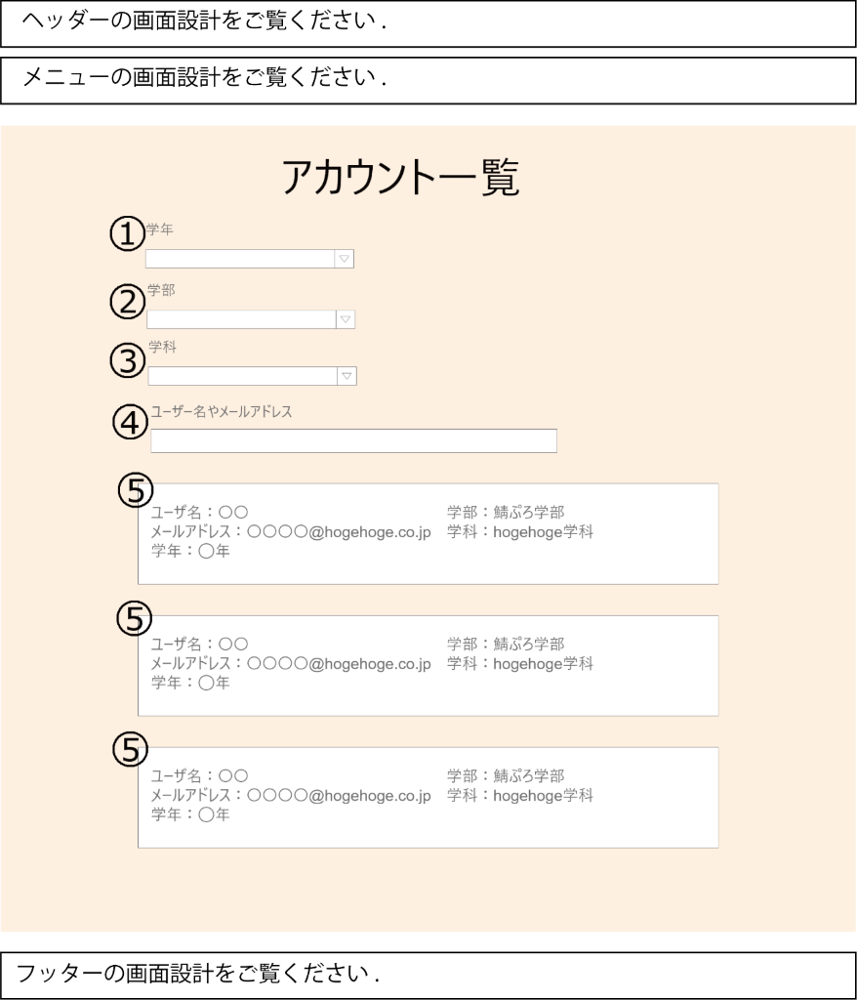 ヘッダーの画面設計をご覧ください.
メニューの画面設計をご覧ください.
アカウント一覧
① 学年
② 学部
③ 学科
④ ユーザー名やメールアドレス
⑤
ユーザ名：〇〇 学部：鯖ぷろ学部
メールアドレス：〇〇〇〇@hogehoge.co.jp 学科：hogehoge学科
学年：〇年
⑤
ユーザ名：〇〇 学部：鯖ぷろ学部
メールアドレス：〇〇〇〇@hogehoge.co.jp 学科：hogehoge学科
学年：〇年
⑤
ユーザ名：〇〇 学部：鯖ぷろ学部
メールアドレス：〇〇〇〇@hogehoge.co.jp 学科：hogehoge学科
学年：〇年
フッターの画面設計をご覧ください.